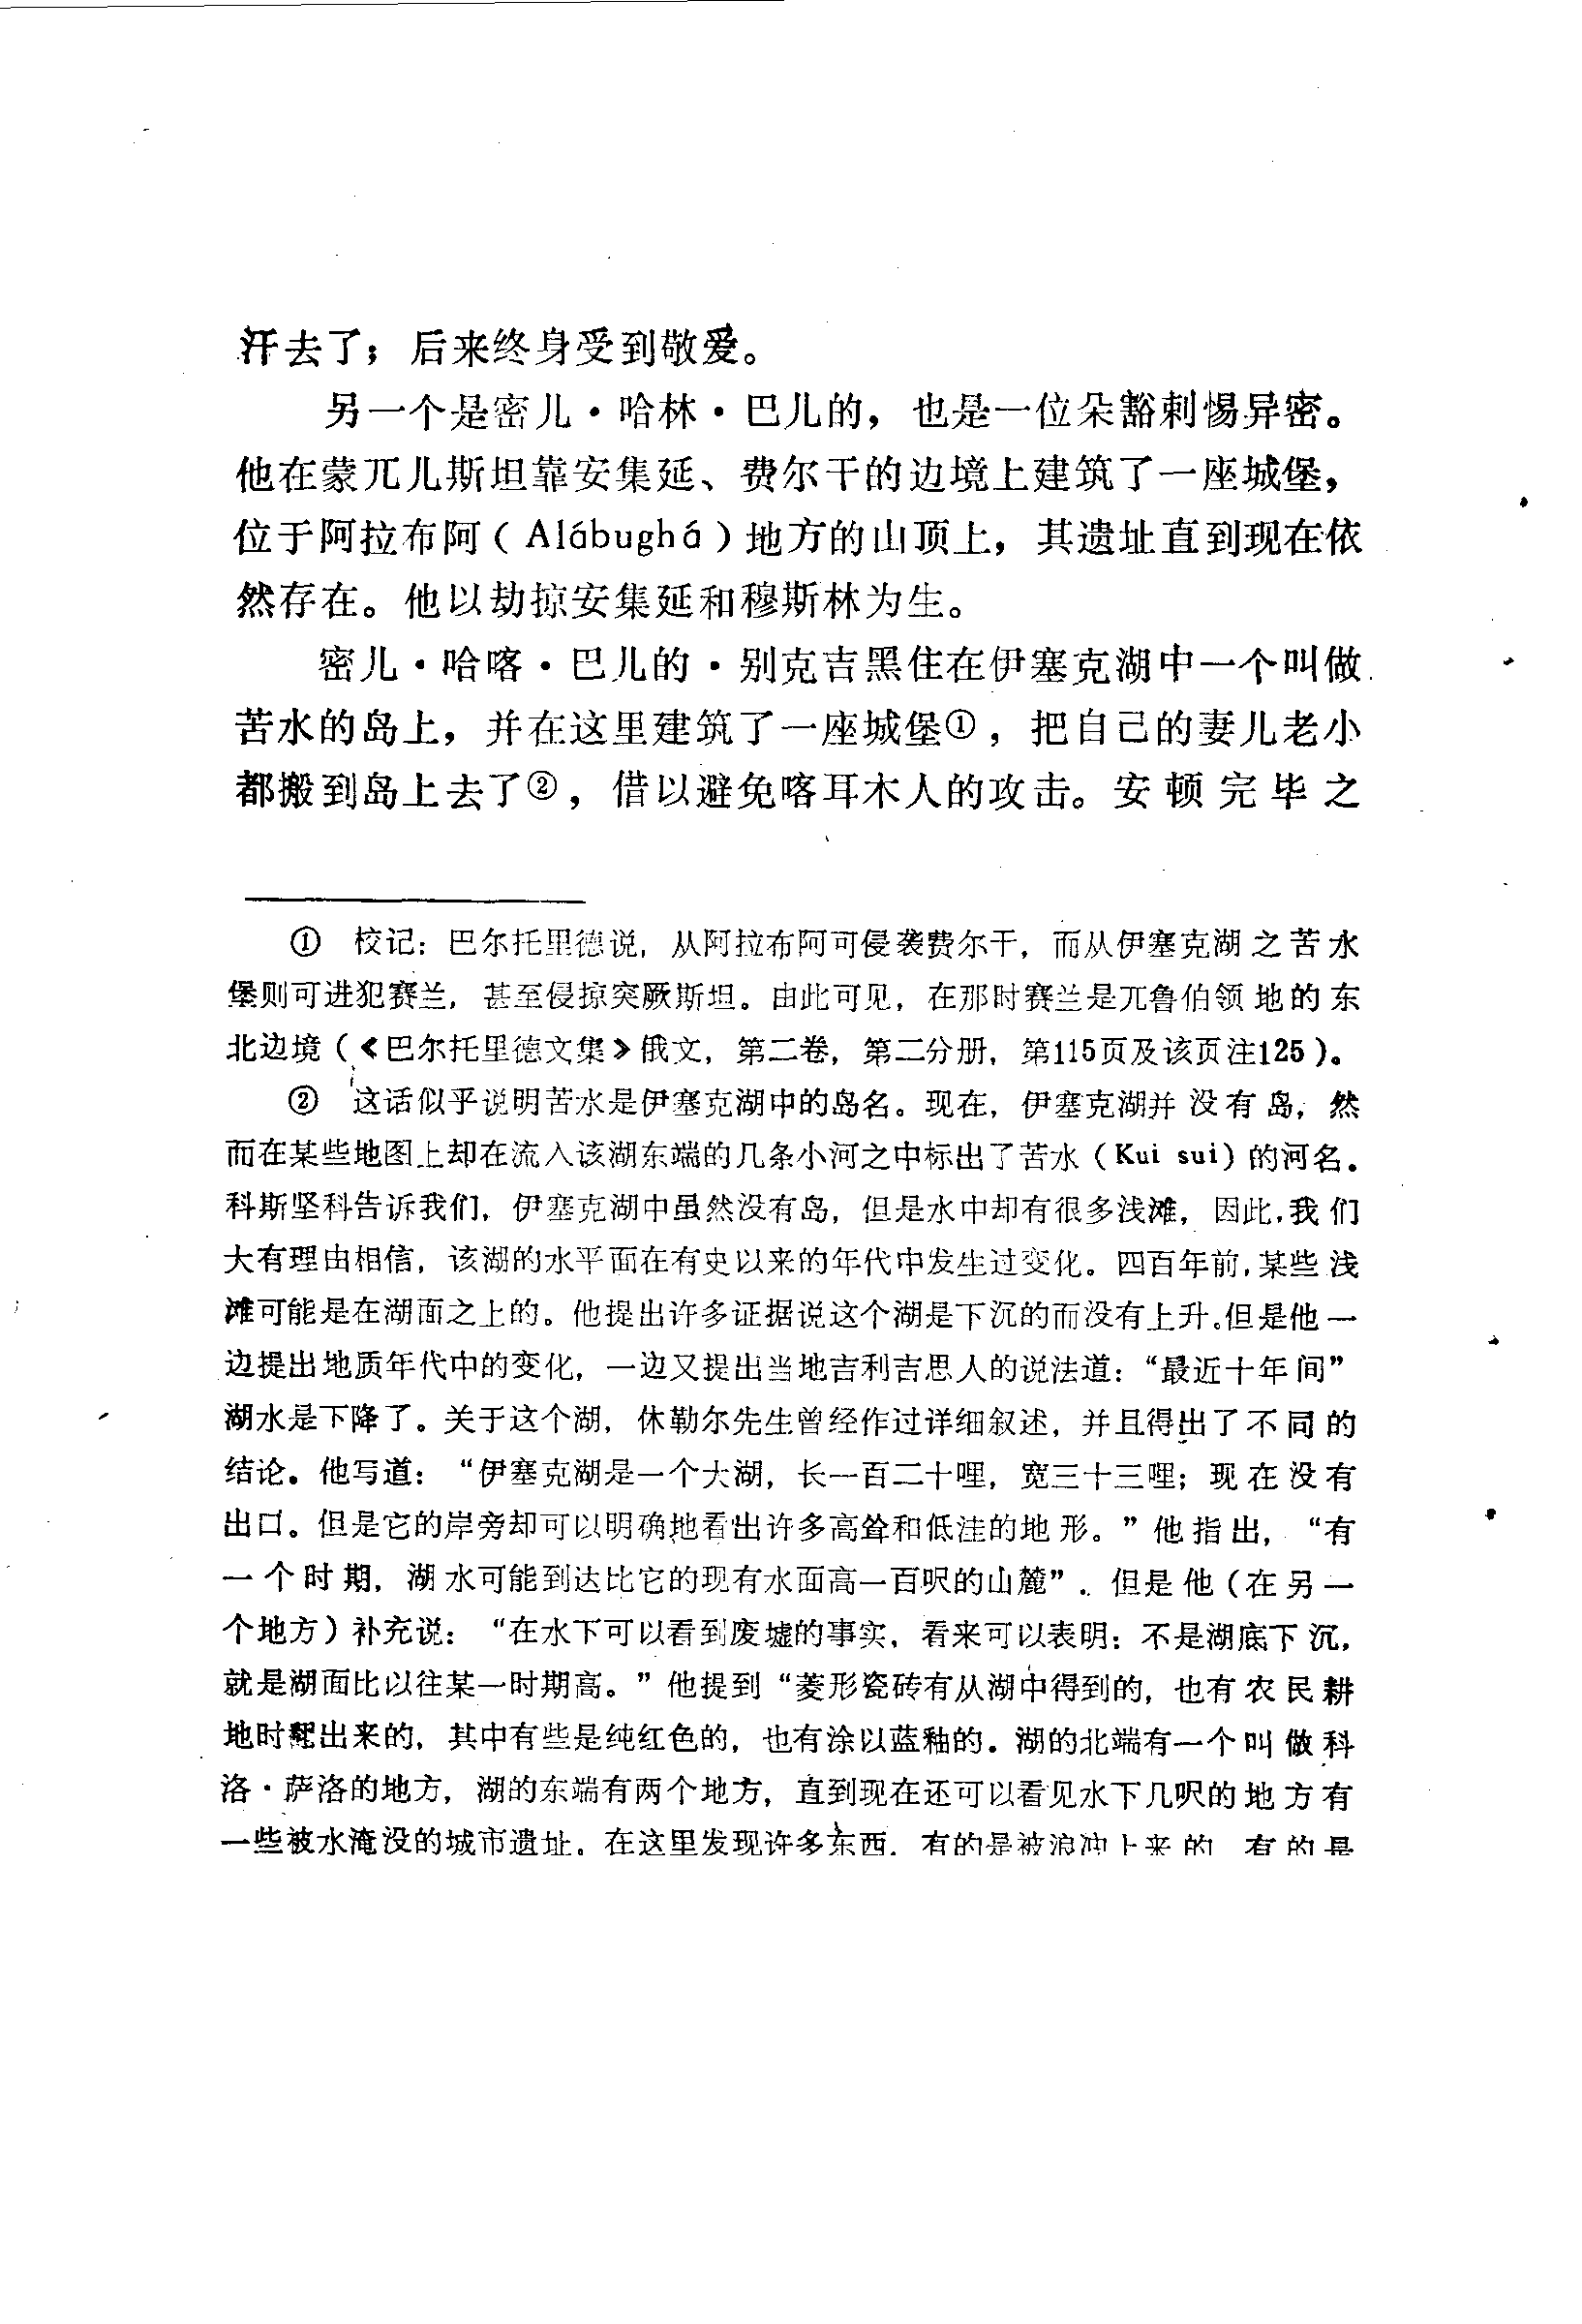 汗去了；后来终身受到敬爱。
另一个是密儿·哈林·巴儿的，也是一位朵豁剌惕异密。
他在蒙兀儿斯坦靠安集延、费尔干的边境上建筑了一座城堡，
位于阿拉布阿（Alábughá）地方的山顶上，其遗址直到现在依
然存在。他以劫掠安集延和穆斯林为生。
密儿·哈喀·巴儿的·别克吉黑住在伊塞克湖中一个叫做
苦水的岛上，并在这里建筑了一座城堡①，把自己的妻儿老小
都搬到岛上去了②，借以避免喀耳木人的攻击。安顿完毕之
① 校记：巴尔托里德说，从阿拉布阿可侵袭费尔干，而从伊塞克湖之苦水
堡则可进犯赛兰，甚至侵掠突厥斯坦。由此可见，在那时赛兰是兀鲁伯领地的东
北边境（《巴尔托里德文集》俄文，第二卷，第二分册，第115页及该页注125）。
② 这话似乎说明苦水是伊塞克湖中的岛名。现在，伊塞克湖并没有岛，然
而在某些地图上却在流入该湖东端的几条小河之中标出了苦水（Kui sui）的河名。
科斯坚科告诉我们，伊塞克湖中虽然没有岛，但是水中却有很多浅滩，因此，我们
大有理由相信，该湖的水平面在有史以来的年代中发生过变化。四百年前，某些浅
滩可能是在湖面之上的。他提出许多证据说这个湖是下沉的而没有上升。但是他一
边提出地质年代中的变化，一边又提出当地吉利吉思人的说法道：“最近十年间”
湖水是下降了。关于这个湖，休勒尔先生曾经作过详细叙述，并且得出了不同的
结论。他写道：“伊塞克湖是一个大湖，长一百二十哩，宽三十三哩；现在没有
出口。但是它的岸旁却可以明确地看出许多高耸和低洼的地形。”他指出，“有
一个时期，湖水可能到达比它的现有水面高一百呎的山麓”。但是他（在另一
个地方）补充说：“在水下可以看到废墟的事实，看来可以表明：不是湖底下沉，
就是湖面比以往某一时期高。”他提到“菱形瓷砖有从湖中得到的，也有农民耕
地时耙出来的，其中有些是纯红色的，也有涂以蓝釉的。湖的北端有一个叫做科
洛·萨洛的地方，湖的东端有两个地方，直到现在还可以看见水下几呎的地方有
一些被水淹没的城市遗址。在这里发现许多东西，有的是被浪冲上来的，有的是